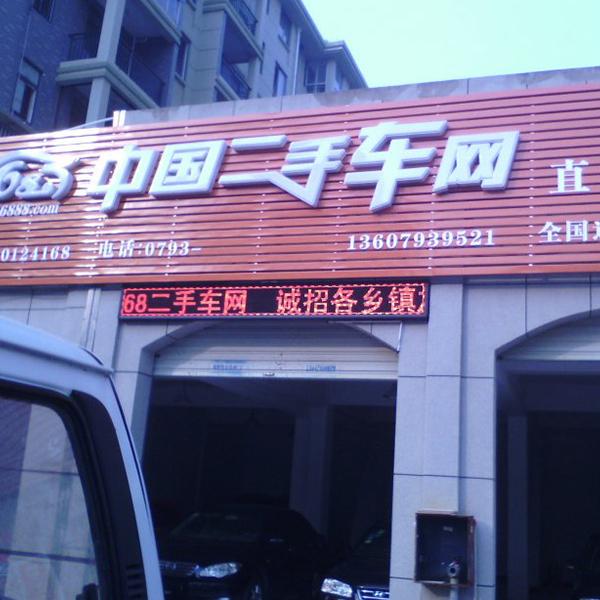 中国二手车网
6888.com
直
0124168 电话:0793-
13607939521
全国
68二手车网 诚招各乡镇